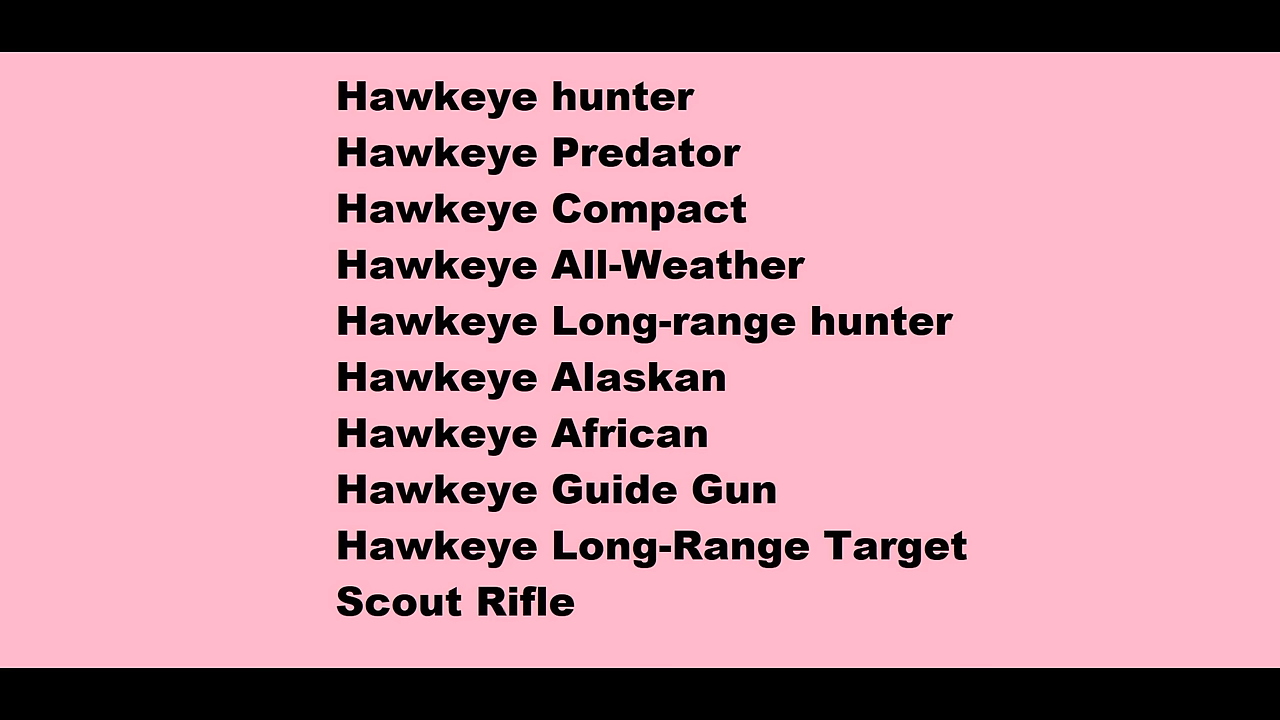 Hawkeye hunter
Hawkeye Predator
Hawkeye Compact
Hawkeye All-Weather
Hawkeye Long-range hunter
Hawkeye Alaskan
Hawkeye African
Hawkeye Guide Gun
Hawkeye Long-Range Target
Scout Rifle